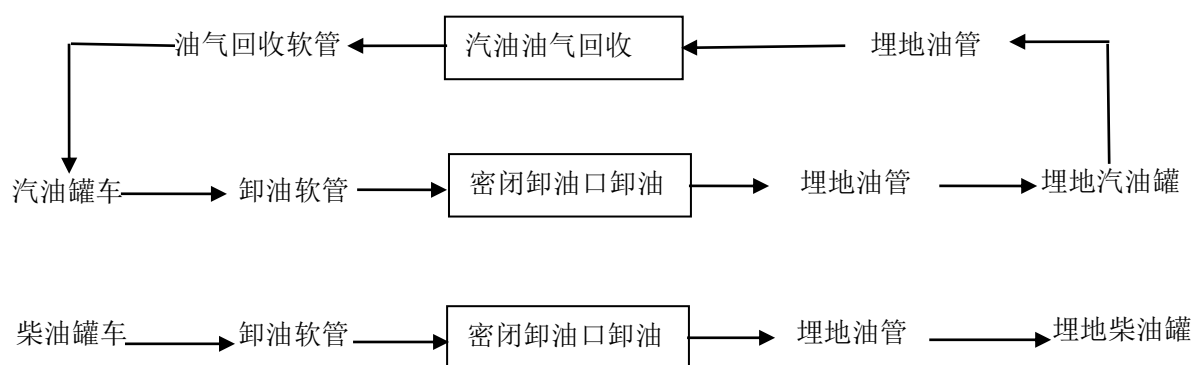 油气回收软管 汽油油气回收 埋地油管
汽油罐车 卸油软管 密闭卸油口卸油 埋地油管 埋地汽油罐
柴油罐车 卸油软管 密闭卸油口卸油 埋地油管 埋地柴油罐